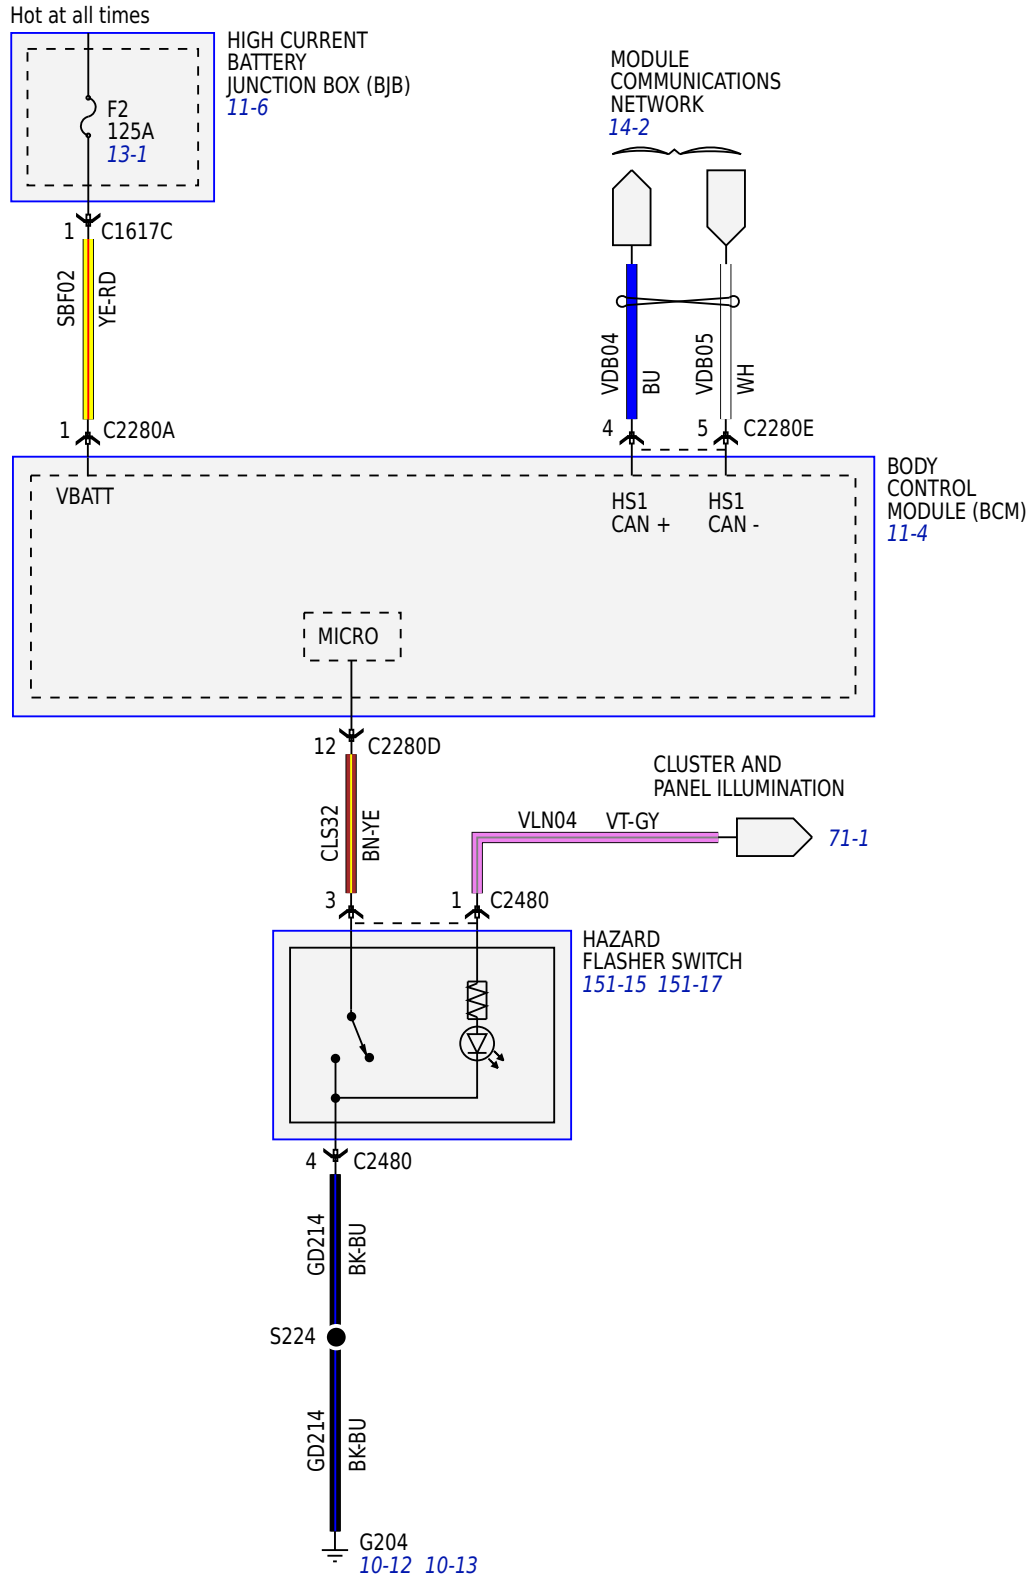 Hot at all times
HIGH CURRENT
BATTERY
JUNCTION BOX (BJB)
11-6
F2
125A
13-1
MODULE
COMMUNICATIONS
NETWORK
14-2
1 C1617C
SBF02
YE-RD
VDB04
BU
VDB05
WH
1 C2280A
4
5 C2280E
BODY
CONTROL
MODULE (BCM)
11-4
VBATT
HS1
CAN +
HS1
CAN -
MICRO
12 C2280D
CLS32
BN-YE
CLUSTER AND
PANEL ILLUMINATION
VLN04 VT-GY
71-1
3
1 C2480
HAZARD
FLASHER SWITCH
151-15 151-17
4 C2480
GD214
BK-BU
S224
GD214
BK-BU
G204
10-12 10-13